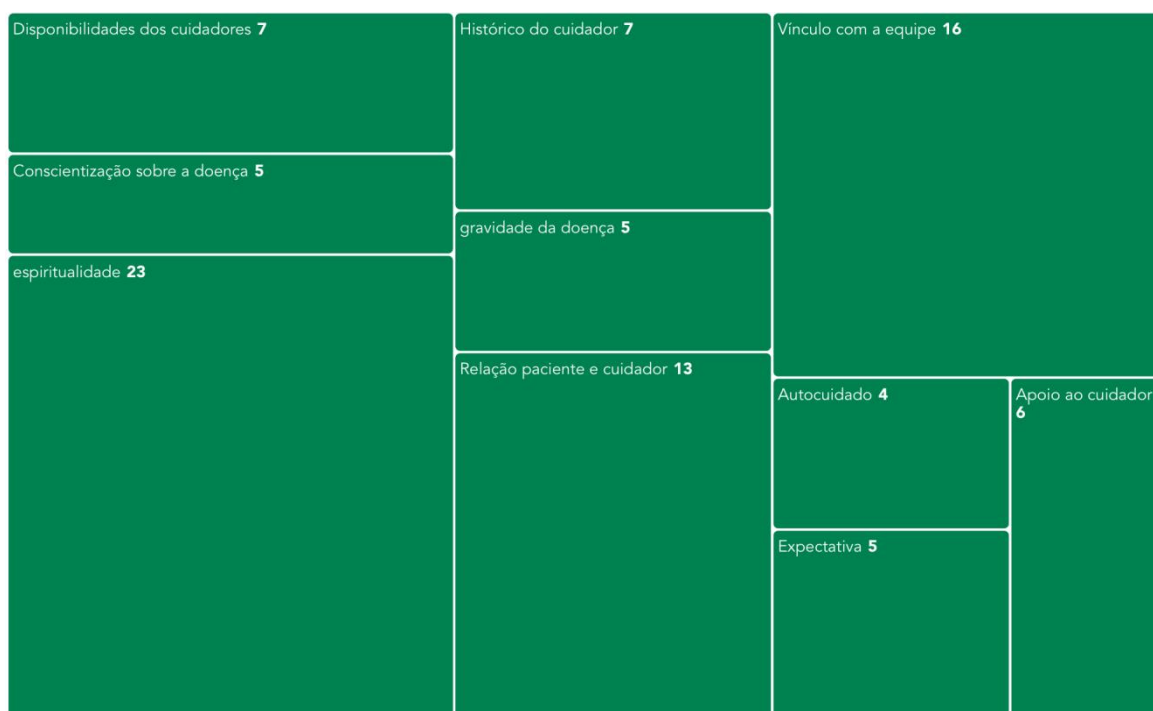 Disponibilidades dos cuidadores 7
Conscientização sobre a doença 5
espiritualidade 23
Histórico do cuidador 7
gravidade da doença 5
Relação paciente e cuidador 13
Vínculo com a equipe 16
Autocuidado 4
Expectativa 5
Apoio ao cuidador
6